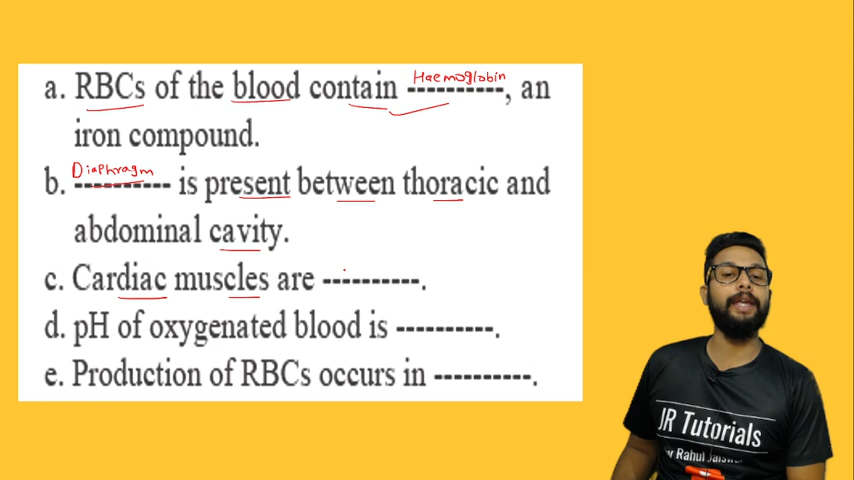 Haemoglobin
a. RBCs of the blood contain ----------, an
iron compound.
Diaphragm
b. ---------- is present between thoracic and
abdominal cavity.
c. Cardiac muscles are ----------.
d. pH of oxygenated blood is ----------.
e. Production of RBCs occurs in ----------.
JR Tutorials
Rahul